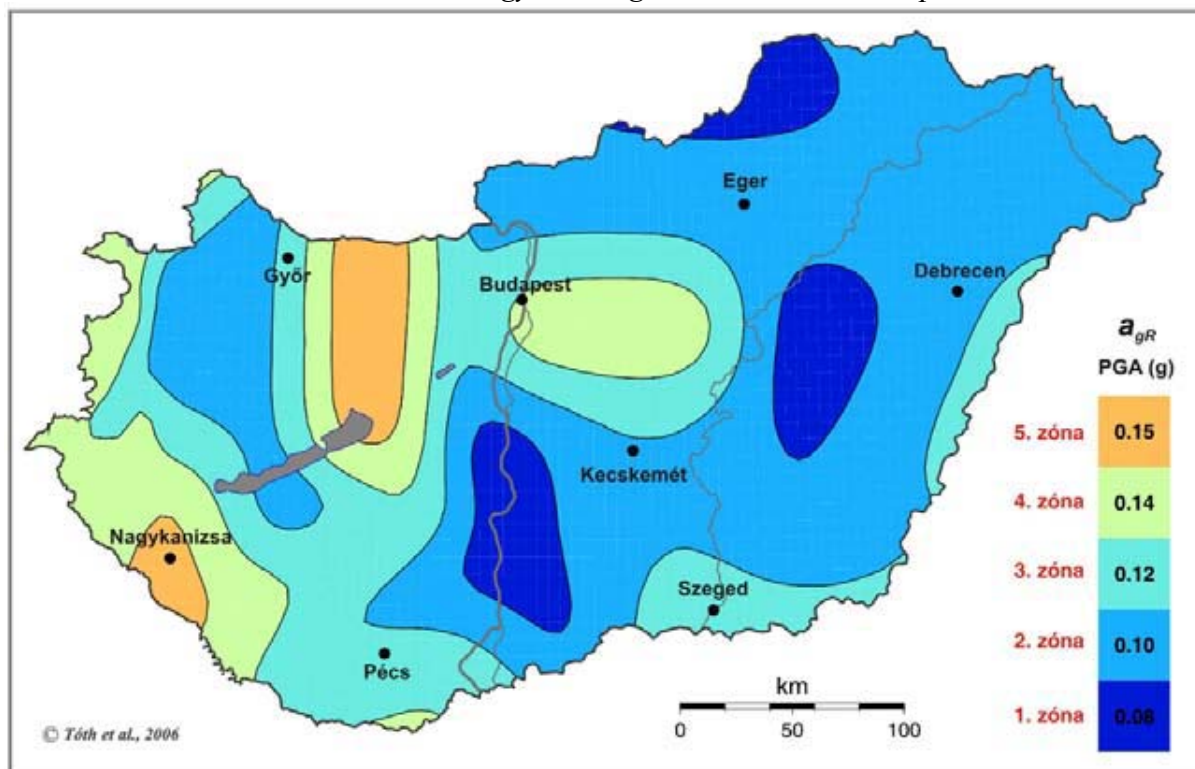 Eger
Debrecen
Győr
Budapest
Kecskemét
Nagykanizsa
Szeged
Pécs
a_gR
PGA (g)
5. zóna 0.15
4. zóna 0.14
3. zóna 0.12
2. zóna 0.10
1. zóna 0.08
km
0 50 100
© Tóth et al., 2006